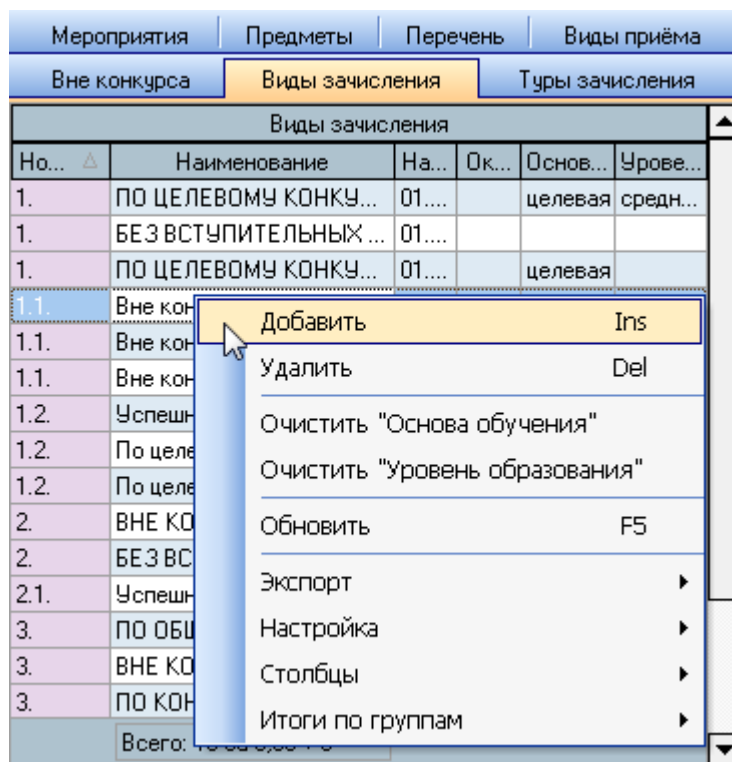 Мероприятия Предметы Перечень Виды приёма
Вне конкурса Виды зачисления Туры зачисления
Виды зачисления
Но... Наименование На... Ок... Основ... Урове...
1. ПО ЦЕЛЕВОМУ КОНКУ... 01.... целевая средн...
1. БЕЗ ВСТУПИТЕЛЬНЫХ ... 01....
1. ПО ЦЕЛЕВОМУ КОНКУ... 01.... целевая
1.1. Вне кон
Добавить Ins
1.1. Вне кон
1.1. Вне кон
Удалить Del
1.2. Успешн
Очистить "Основа обучения"
1.2. По целе
Очистить "Уровень образования"
1.2. По целе
2. ВНЕ КО
Обновить F5
2. БЕЗ ВС
2.1. Успешн
Экспорт
3. ПО ОБЩ
Настройка
3. ВНЕ КО
Столбцы
3. ПО КОН
Итоги по группам
Всего: